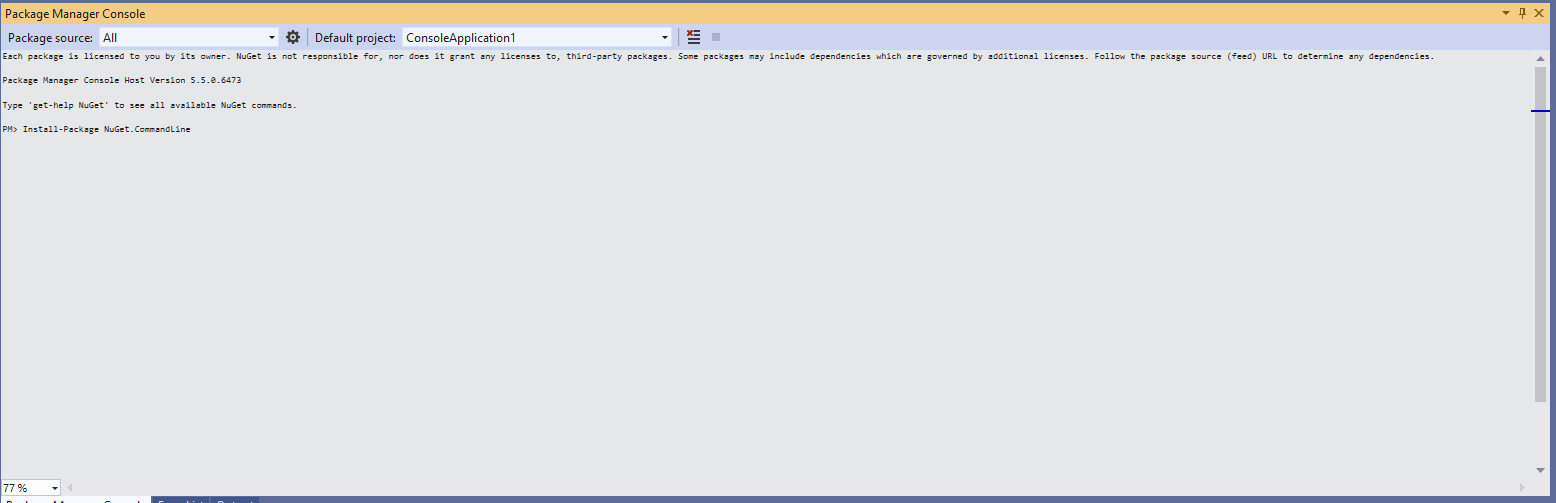 Package Manager Console
Package source: All Default project: ConsoleApplication1
Each package is licensed to you by its owner. NuGet is not responsible for, nor does it grant any licenses to, third-party packages. Some packages may include dependencies which are governed by additional licenses. Follow the package source (feed) URL to determine any dependencies.
Package Manager Console Host Version 5.5.0.6473
Type 'get-help NuGet' to see all available NuGet commands.
PM> Install-Package NuGet.CommandLine
77 %